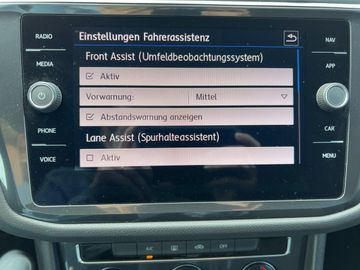 RADIO
MEDIA
PHONE
VOICE
Einstellungen Fahrerassistenz
Front Assist (Umfeldbeobachtungssystem)
Aktiv
Vorwarnung: Mittel
Abstandswarnung anzeigen
Lane Assist (Spurhalteassistent)
Aktiv
NAV
APP
CAR
MENU
A/C
OFF